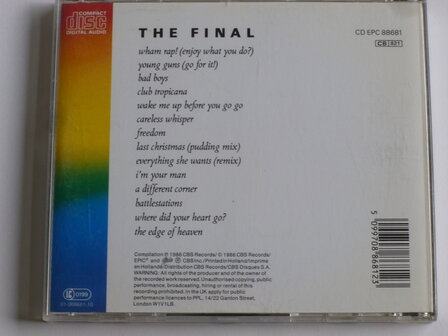 COMPACT
disc
DIGITAL AUDIO
THE FINAL
CD EPC 88681
CB 821
wham rap! (enjoy what you do?)
young guns (go for it!)
bad boys
club tropicana
wake me up before you go go
careless whisper
freedom
last christmas (pudding mix)
everything she wants (remix)
i'm your man
a different corner
battlestations
where did your heart go?
the edge of heaven
Compilation ℗ 1986 CBS Records/ © 1986 CBS Records/
EPIC® and
CBS Inc./Printed in Holland/Imprimé
en Hollande/Distribution CBS Records/CBS Disques S.A.
WARNING: All rights of the producer and of the owner of
the recorded work reserved. Unauthorised copying, public
performance, broadcasting, hiring or rental of this
recording prohibited. In the UK apply for public
performance licences to PPL, 14/22 Ganton Street,
London W1V1LB.
0199
01-088681-10
5 099708 868123